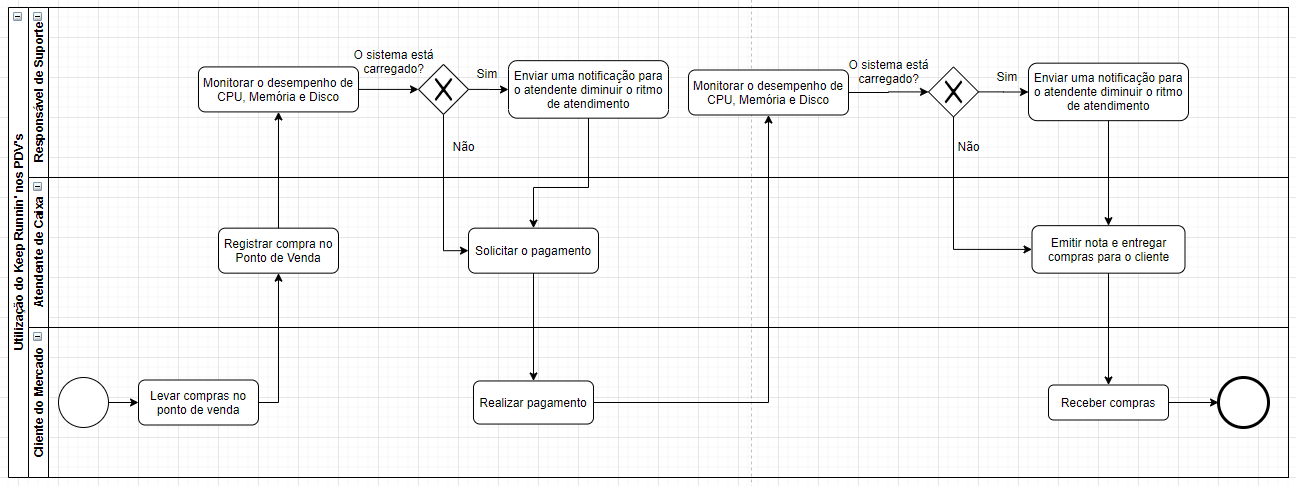 Utilização do Keep Runnin' nos PDV's
Responsável de Suporte
Monitorar o desempenho de
CPU, Memória e Disco
O sistema está
carregado?
Sim
Não
Enviar uma notificação para
o atendente diminuir o ritmo
de atendimento
Monitorar o desempenho de
CPU, Memória e Disco
O sistema está
carregado?
Sim
Não
Enviar uma notificação para
o atendente diminuir o ritmo
de atendimento
Atendente de Caixa
Registrar compra no
Ponto de Venda
Solicitar o pagamento
Emitir nota e entregar
compras para o cliente
Cliente do Mercado
Levar compras no
ponto de venda
Realizar pagamento
Receber compras